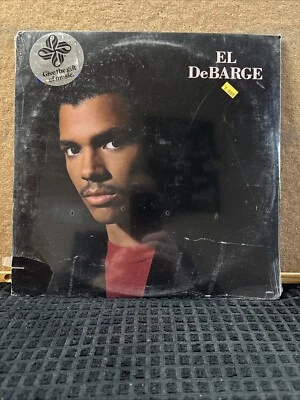 EL
DeBARGE
Give the gift
of music.